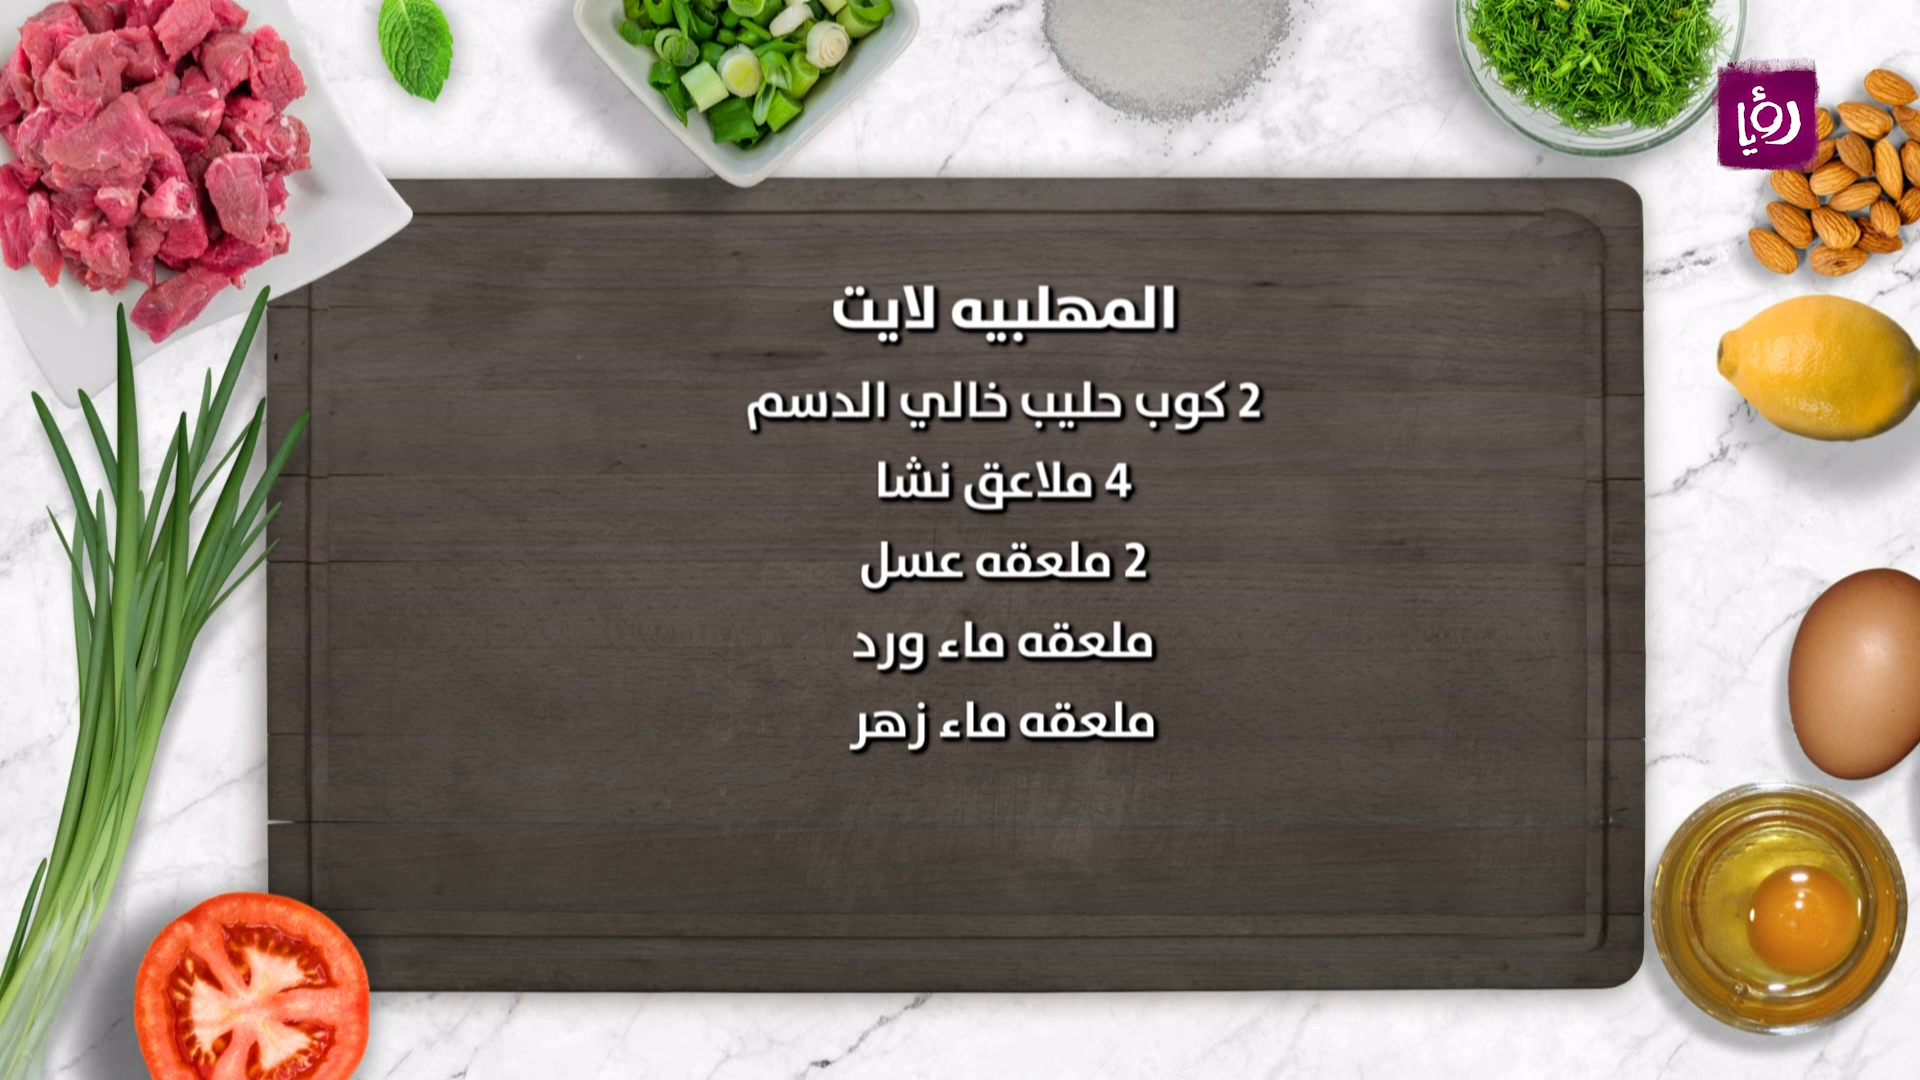 رؤيا
المهلبيه لايت
2 كوب حليب خالي الدسم
4 ملاعق نشا
2 ملعقه عسل
ملعقه ماء ورد
ملعقه ماء زهر